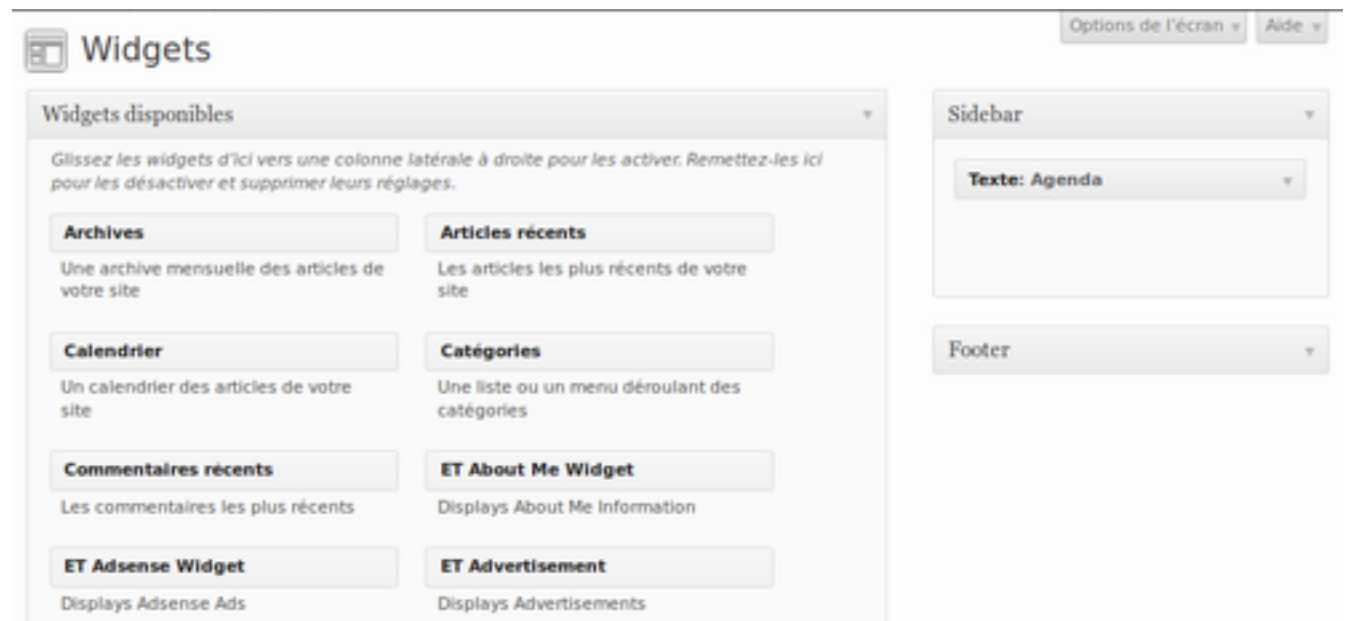 Options de l'écran
Aide
Widgets
Widgets disponibles
Glissez les widgets d'ici vers une colonne latérale à droite pour les activer. Remettez-les ici
pour les désactiver et supprimer leurs réglages.
Archives
Une archive mensuelle des articles de
votre site
Articles récents
Les articles les plus récents de votre
site
Calendrier
Un calendrier des articles de votre
site
Catégories
Une liste ou un menu déroulant des
catégories
Commentaires récents
Les commentaires les plus récents
ET About Me Widget
Displays About Me Information
ET Adsense Widget
Displays Adsense Ads
ET Advertisement
Displays Advertisements
Sidebar
Texte: Agenda
Footer